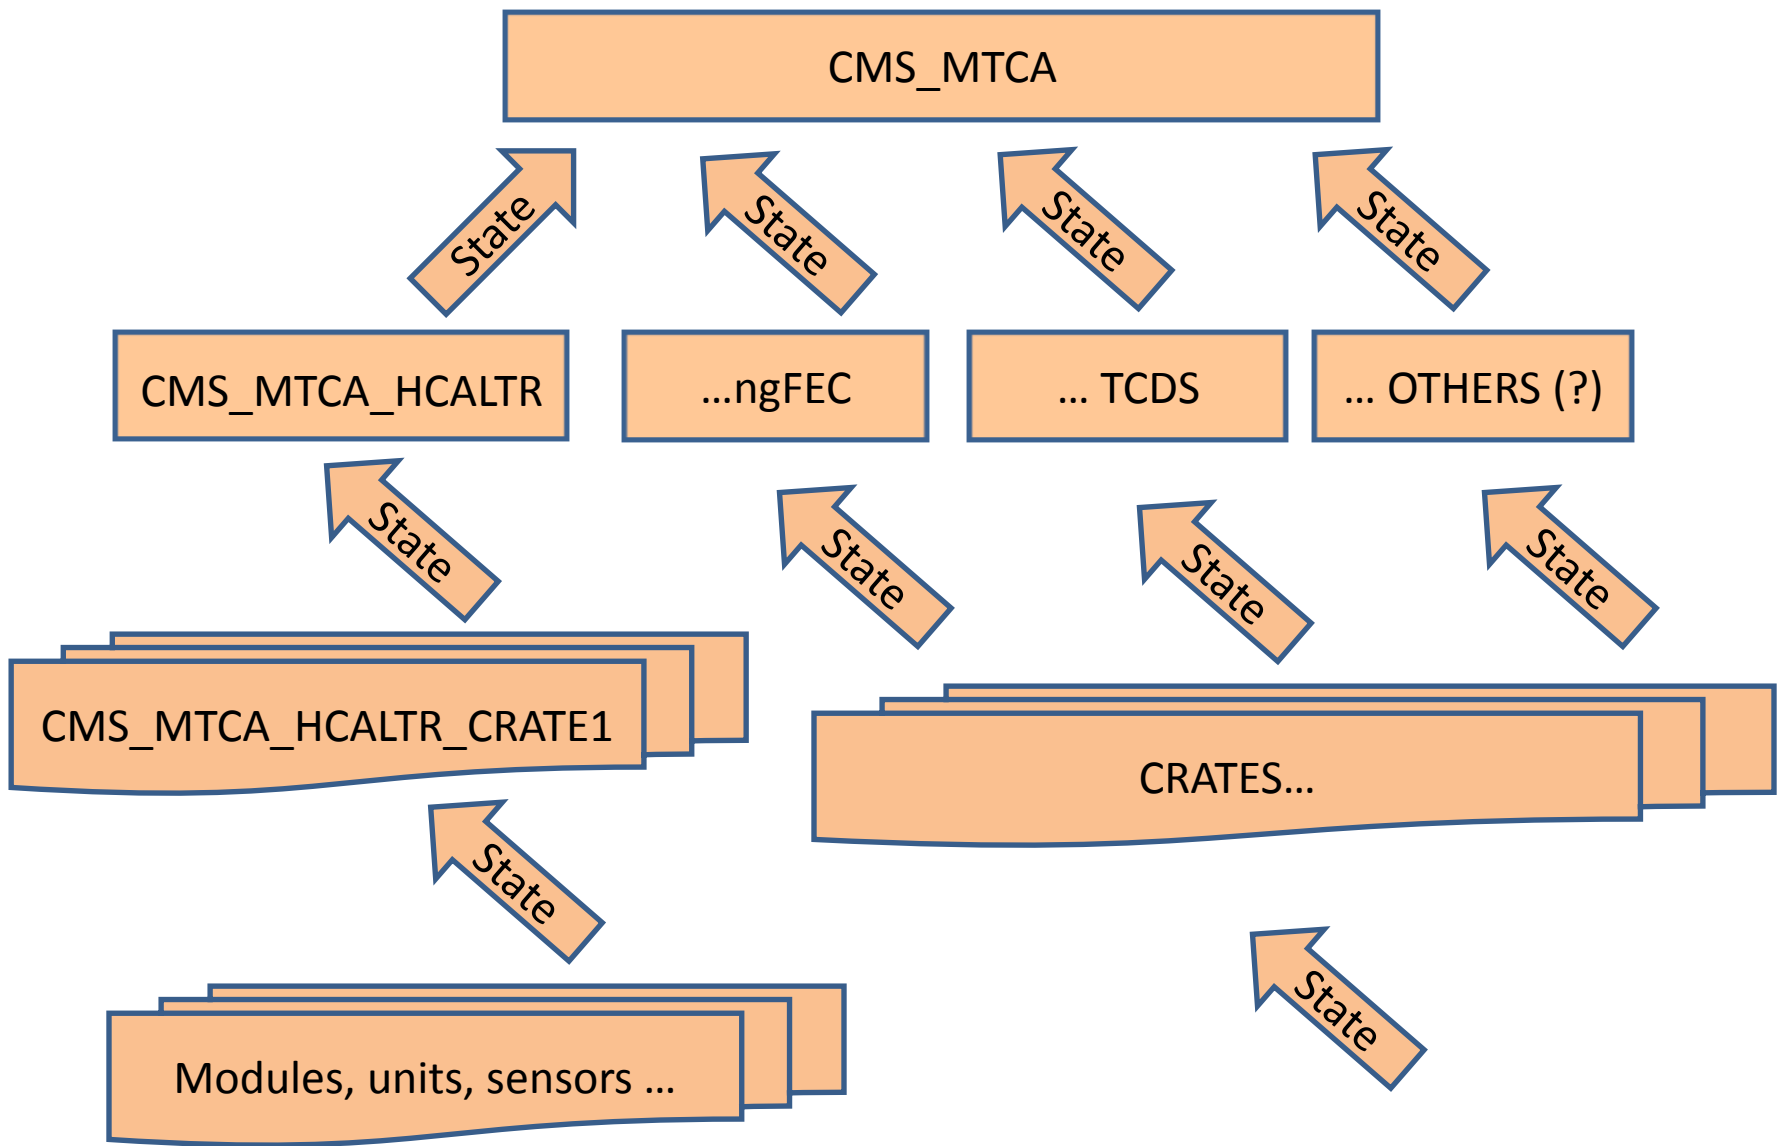 CMS_MTCA
State
State
State
State
CMS_MTCA_HCALTR
...ngFEC
... TCDS
... OTHERS (?)
State
State
State
State
CMS_MTCA_HCALTR_CRATE1
CRATES...
State
State
Modules, units, sensors ...